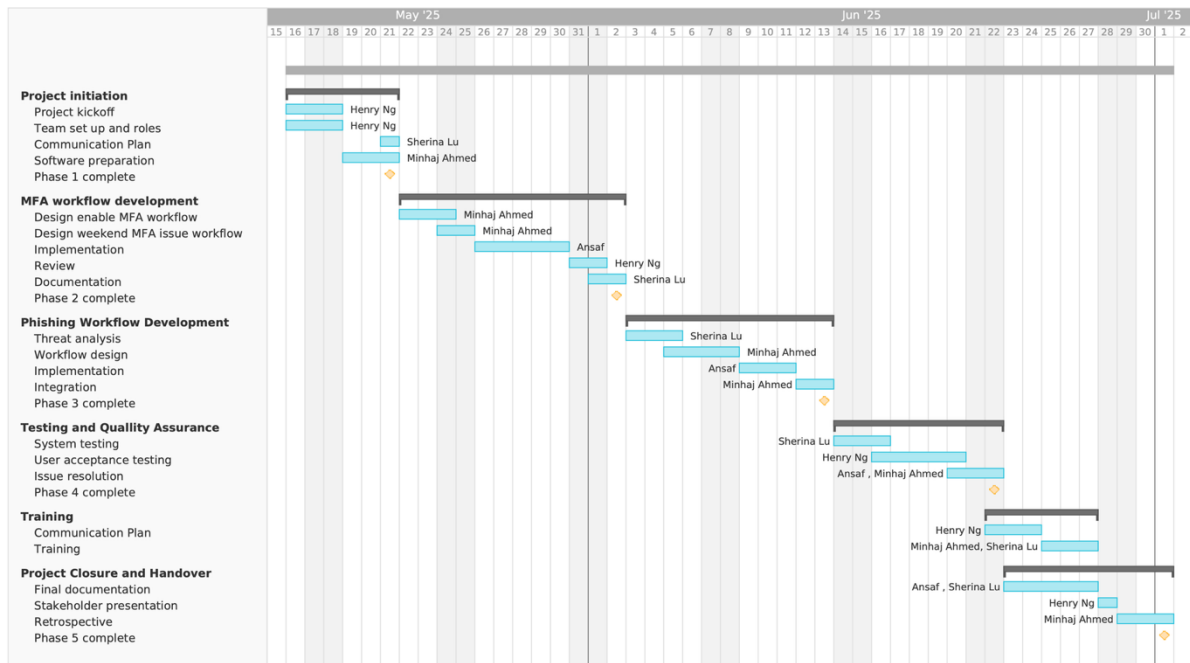 May '25 Jun '25 Jul '25
15 16 17 18 19 20 21 22 23 24 25 26 27 28 29 30 31 1 2 3 4 5 6 7 8 9 10 11 12 13 14 15 16 17 18 19 20 21 22 23 24 25 26 27 28 29 30 1 2
Project initiation
Project kickoff Henry Ng
Team set up and roles Henry Ng
Communication Plan Sherina Lu
Software preparation Minhaj Ahmed
Phase 1 complete
MFA workflow development
Design enable MFA workflow Minhaj Ahmed
Design weekend MFA issue workflow Minhaj Ahmed
Implementation Ansaf
Review Henry Ng
Documentation Sherina Lu
Phase 2 complete
Phishing Workflow Development
Threat analysis Sherina Lu
Workflow design Minhaj Ahmed
Implementation Ansaf
Integration Minhaj Ahmed
Phase 3 complete
Testing and Quallity Assurance
System testing Sherina Lu
User acceptance testing Henry Ng
Issue resolution Ansaf , Minhaj Ahmed
Phase 4 complete
Training
Communication Plan Henry Ng
Training Minhaj Ahmed, Sherina Lu
Project Closure and Handover
Final documentation Ansaf , Sherina Lu
Stakeholder presentation Henry Ng
Retrospective Minhaj Ahmed
Phase 5 complete